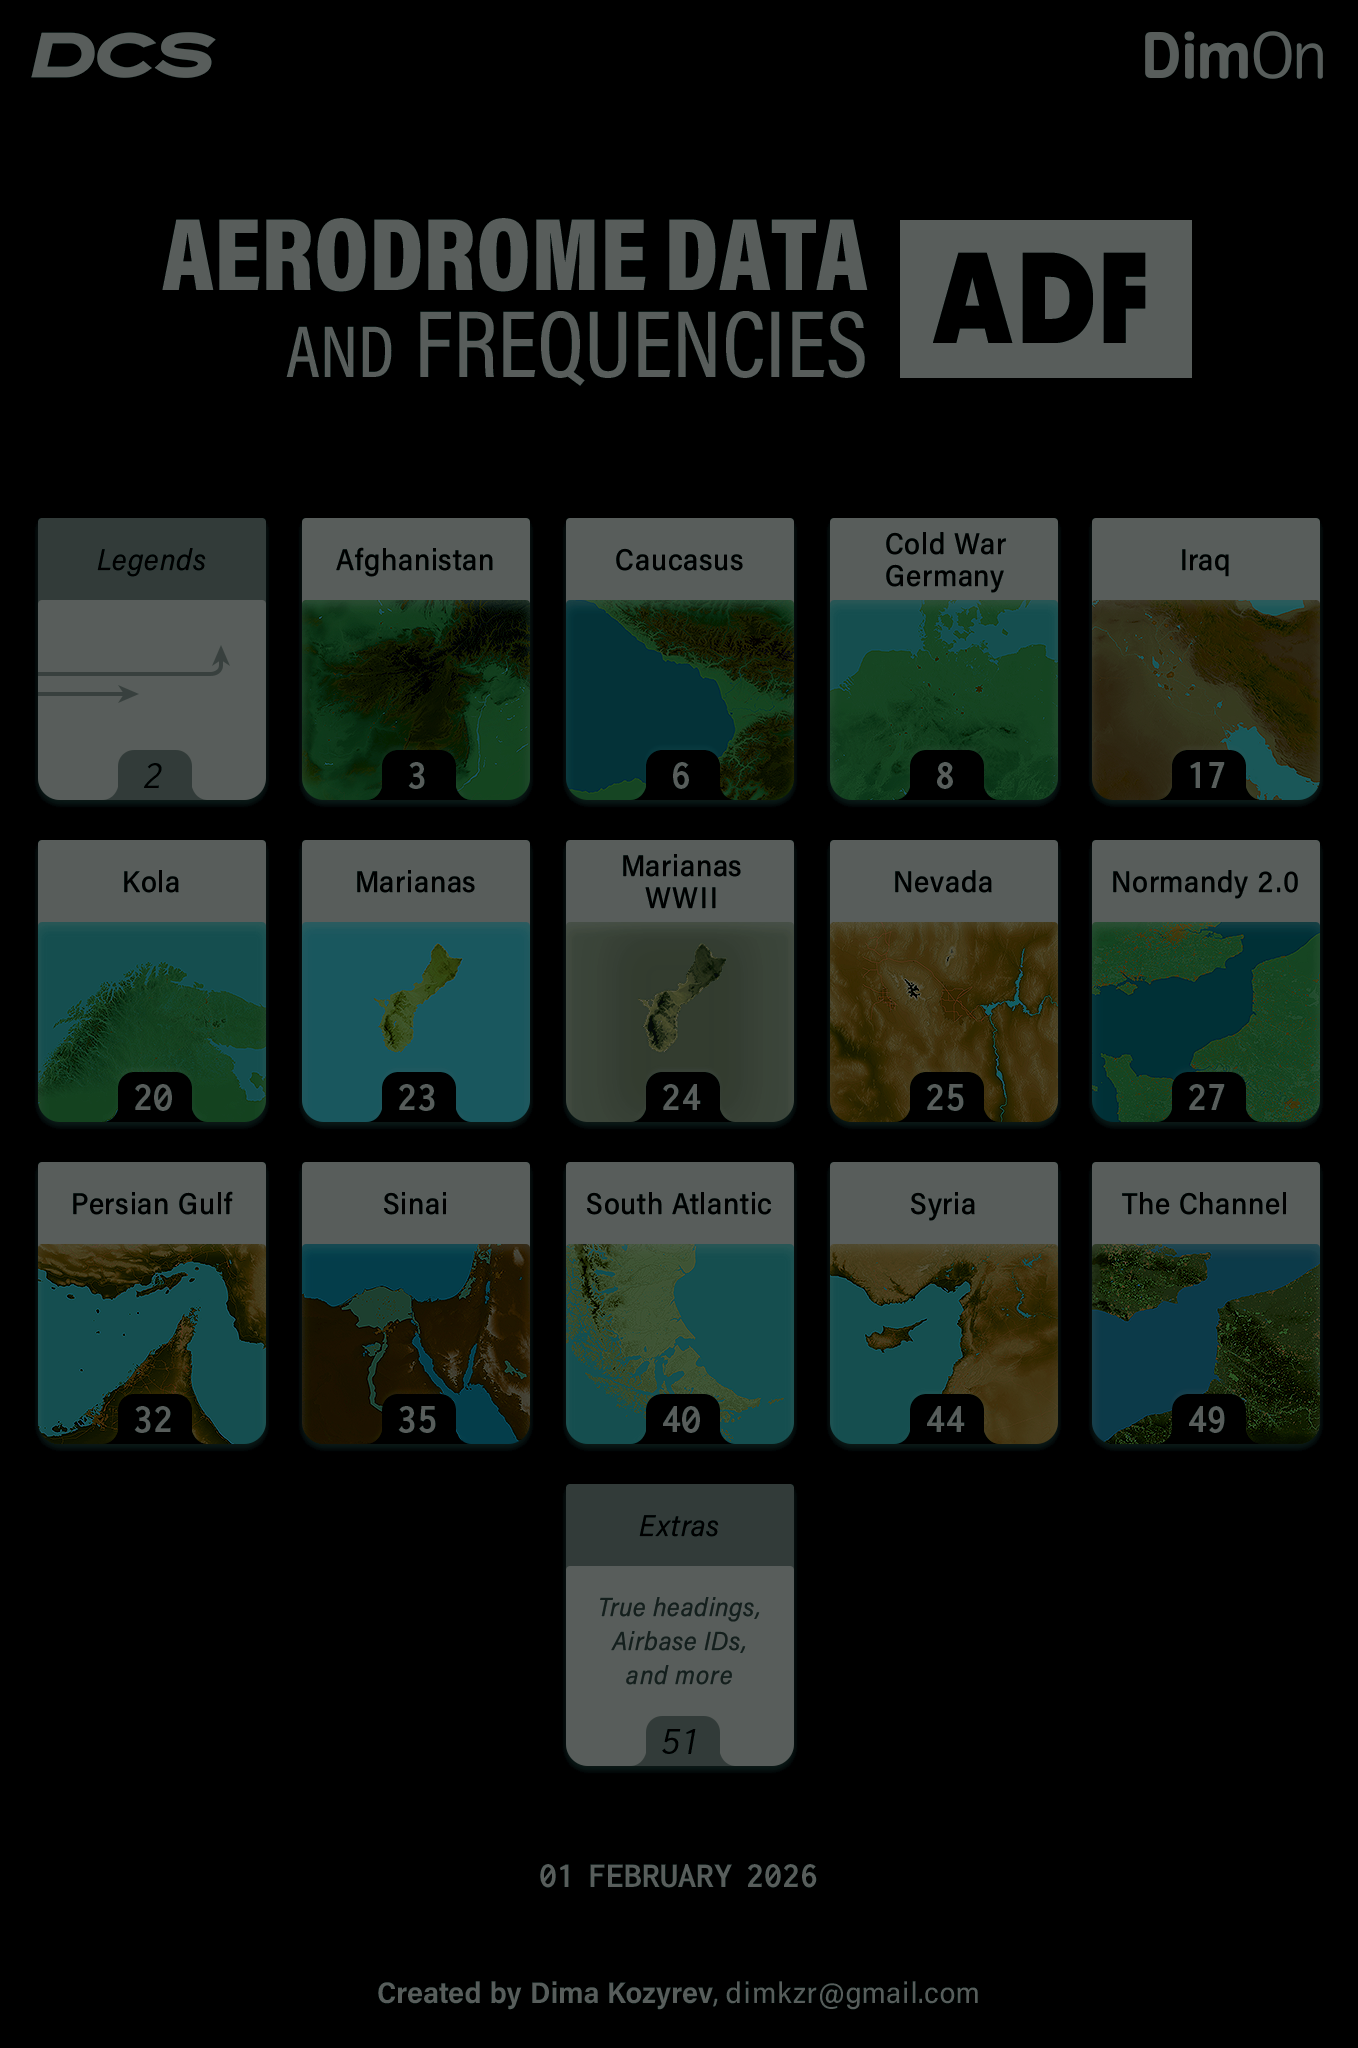 DCS
DimOn
AERODROME DATA
AND FREQUENCIES
ADF
Legends
2
Afghanistan
3
Caucasus
6
Cold War
Germany
8
Iraq
17
Kola
20
Marianas
23
Marianas
WWII
24
Nevada
25
Normandy 2.0
27
Persian Gulf
32
Sinai
35
South Atlantic
40
Syria
44
The Channel
49
Extras
True headings,
Airbase IDs,
and more
51
01 FEBRUARY 2026
Created by Dima Kozyrev, dimkzr@gmail.com